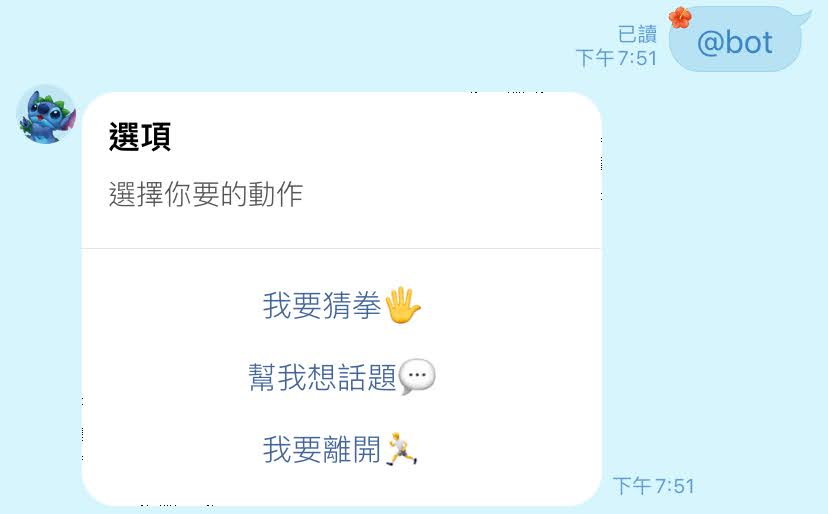 已讀
下午 7:51
@bot
選項
選擇你要的動作
我要猜拳🖐
幫我想話題💬
我要離開🏃
下午 7:51